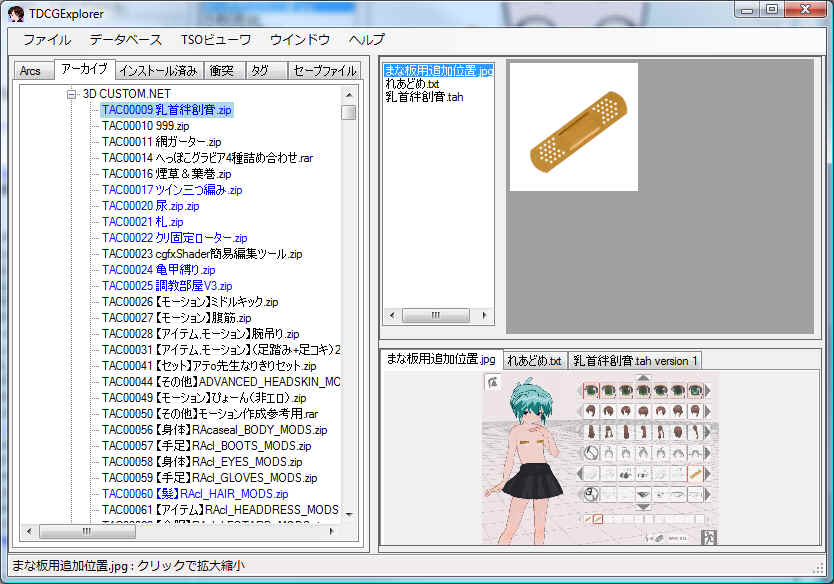 TDCGExplorer
ファイル データベース TSOビューワ ウインドウ ヘルプ
Arcs アーカイブ インストール済み 衝突 タグ セーブファイル
3D CUSTOM.NET
TAC00009 乳首絆創膏.zip
TAC00010 999.zip
TAC00011 網ガーター.zip
TAC00014 へっぽこグラビア4種詰め合わせ.rar
TAC00016 煙草＆葉巻.zip
TAC00017 ツイン三つ編み.zip
TAC00020 尿.zip.zip
TAC00021 札.zip
TAC00022 クリ固定ローター.zip
TAC00023 cgfxShader簡易編集ツール.zip
TAC00024 亀甲縛り.zip
TAC00025 調教部屋V3.zip
TAC00026 【モーション】ミドルキック.zip
TAC00027 【モーション】腹筋.zip
TAC00028 【アイテム,モーション】腕吊り.zip
TAC00031 【アイテム,モーション】（足踏み+足コキ）2
TAC00041 【セット】アテo先生なりきりセット.zip
TAC00044 【その他】ADVANCED_HEADSKIN_MO
TAC00049 【モーション】ぴょーん（非エロ）.zip
TAC00050 【その他】モーション作成参考用.rar
TAC00056 【身体】RAcaseal_BODY_MODS.zip
TAC00057 【手足】RAcl_BOOTS_MODS.zip
TAC00058 【身体】RAcl_EYES_MODS.zip
TAC00059 【手足】RAcl_GLOVES_MODS.zip
TAC00060 【髪】RAcl_HAIR_MODS.zip
TAC00061 【アイテム】RAcl_HEADDRESS_MODS
まな板用追加位置.jpg
れあどめ.txt
乳首絆創膏.tah
まな板用追加位置.jpg れあどめ.txt 乳首絆創膏.tah version 1
まな板用追加位置.jpg : クリックで拡大縮小